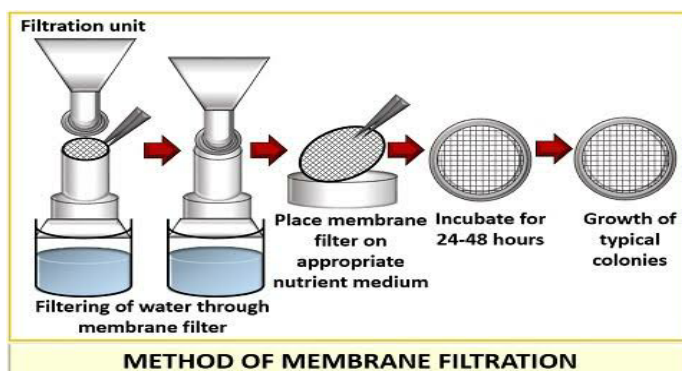 Filtration unit
Filtering of water through
membrane filter
Place membrane
filter on
appropriate
nutrient medium
Incubate for
24-48 hours
Growth of
typical
colonies
METHOD OF MEMBRANE FILTRATION